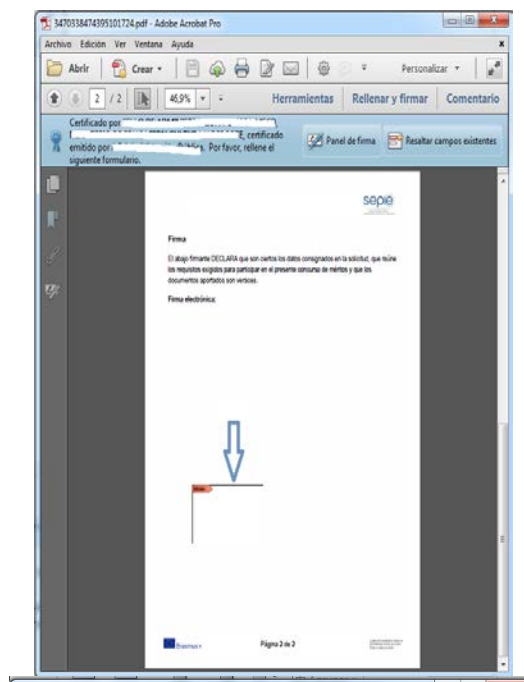 3470338474395101724.pdf - Adobe Acrobat Pro
Archivo Edición Ver Ventana Ayuda x
Abrir Crear Personalizar
2 / 2 46,9% Herramientas Rellenar y firmar Comentario
Certificado por
E, certificado
emitido por Pública. Por favor, rellene el
siguiente formulario.
Panel de firma Resaltar campos existentes
sepie
Firma
El abajo firmante DECLARA que son ciertos los datos consignados en la solicitud, que reúne
los requisitos exigidos para participar en el presente concurso de méritos y que los
documentos aportados son veraces.
Firma electrónica:
Erasmus+ Página 2 de 2